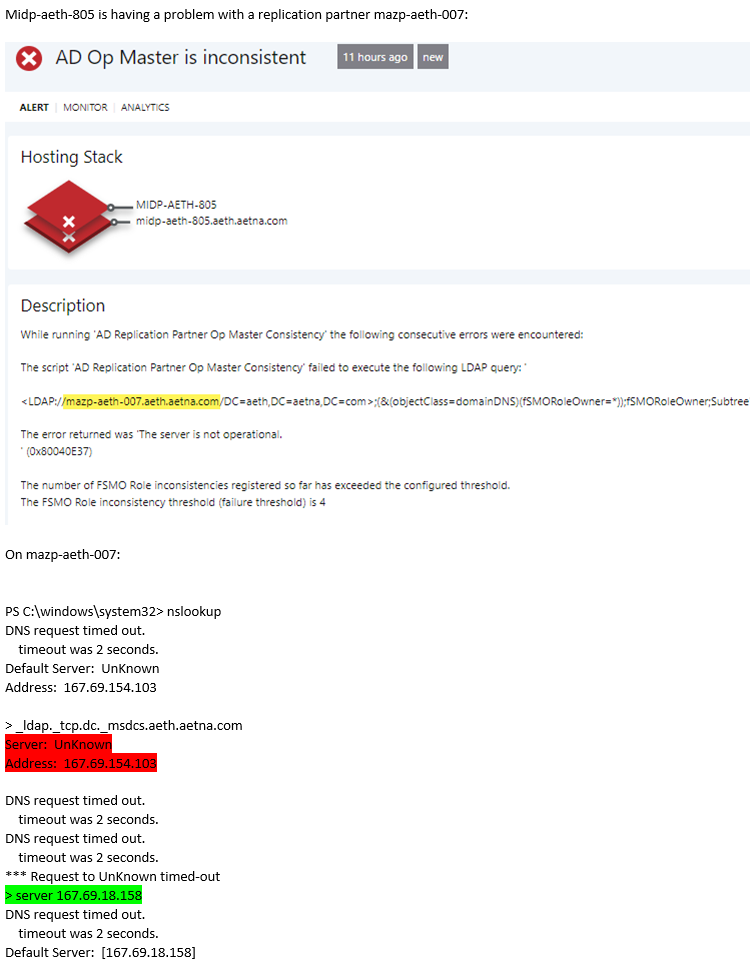 Midp-aeth-805 is having a problem with a replication partner mazp-aeth-007:
AD Op Master is inconsistent
11 hours ago
new
ALERT
MONITOR
ANALYTICS
Hosting Stack
MIDP-AETH-805
midp-aeth-805.aeth.aetna.com
Description
While running 'AD Replication Partner Op Master Consistency' the following consecutive errors were encountered:
The script 'AD Replication Partner Op Master Consistency' failed to execute the following LDAP query: '
<LDAP://mazp-aeth-007.aeth.aetna.com/DC=aeth,DC=aetna,DC=com>;(&(objectClass=domainDNS)(fSMORoleOwner=*));fSMORoleOwner;Subtree
The error returned was 'The server is not operational.
' (0x80040E37)
The number of FSMO Role inconsistencies registered so far has exceeded the configured threshold.
The FSMO Role inconsistency threshold (failure threshold) is 4
On mazp-aeth-007:
PS C:\windows\system32> nslookup
DNS request timed out.
timeout was 2 seconds.
Default Server:  UnKnown
Address:  167.69.154.103
> _ldap._tcp.dc._msdcs.aeth.aetna.com
Server:  UnKnown
Address:  167.69.154.103
DNS request timed out.
timeout was 2 seconds.
DNS request timed out.
timeout was 2 seconds.
*** Request to UnKnown timed-out
> server 167.69.18.158
DNS request timed out.
timeout was 2 seconds.
Default Server:  [167.69.18.158]